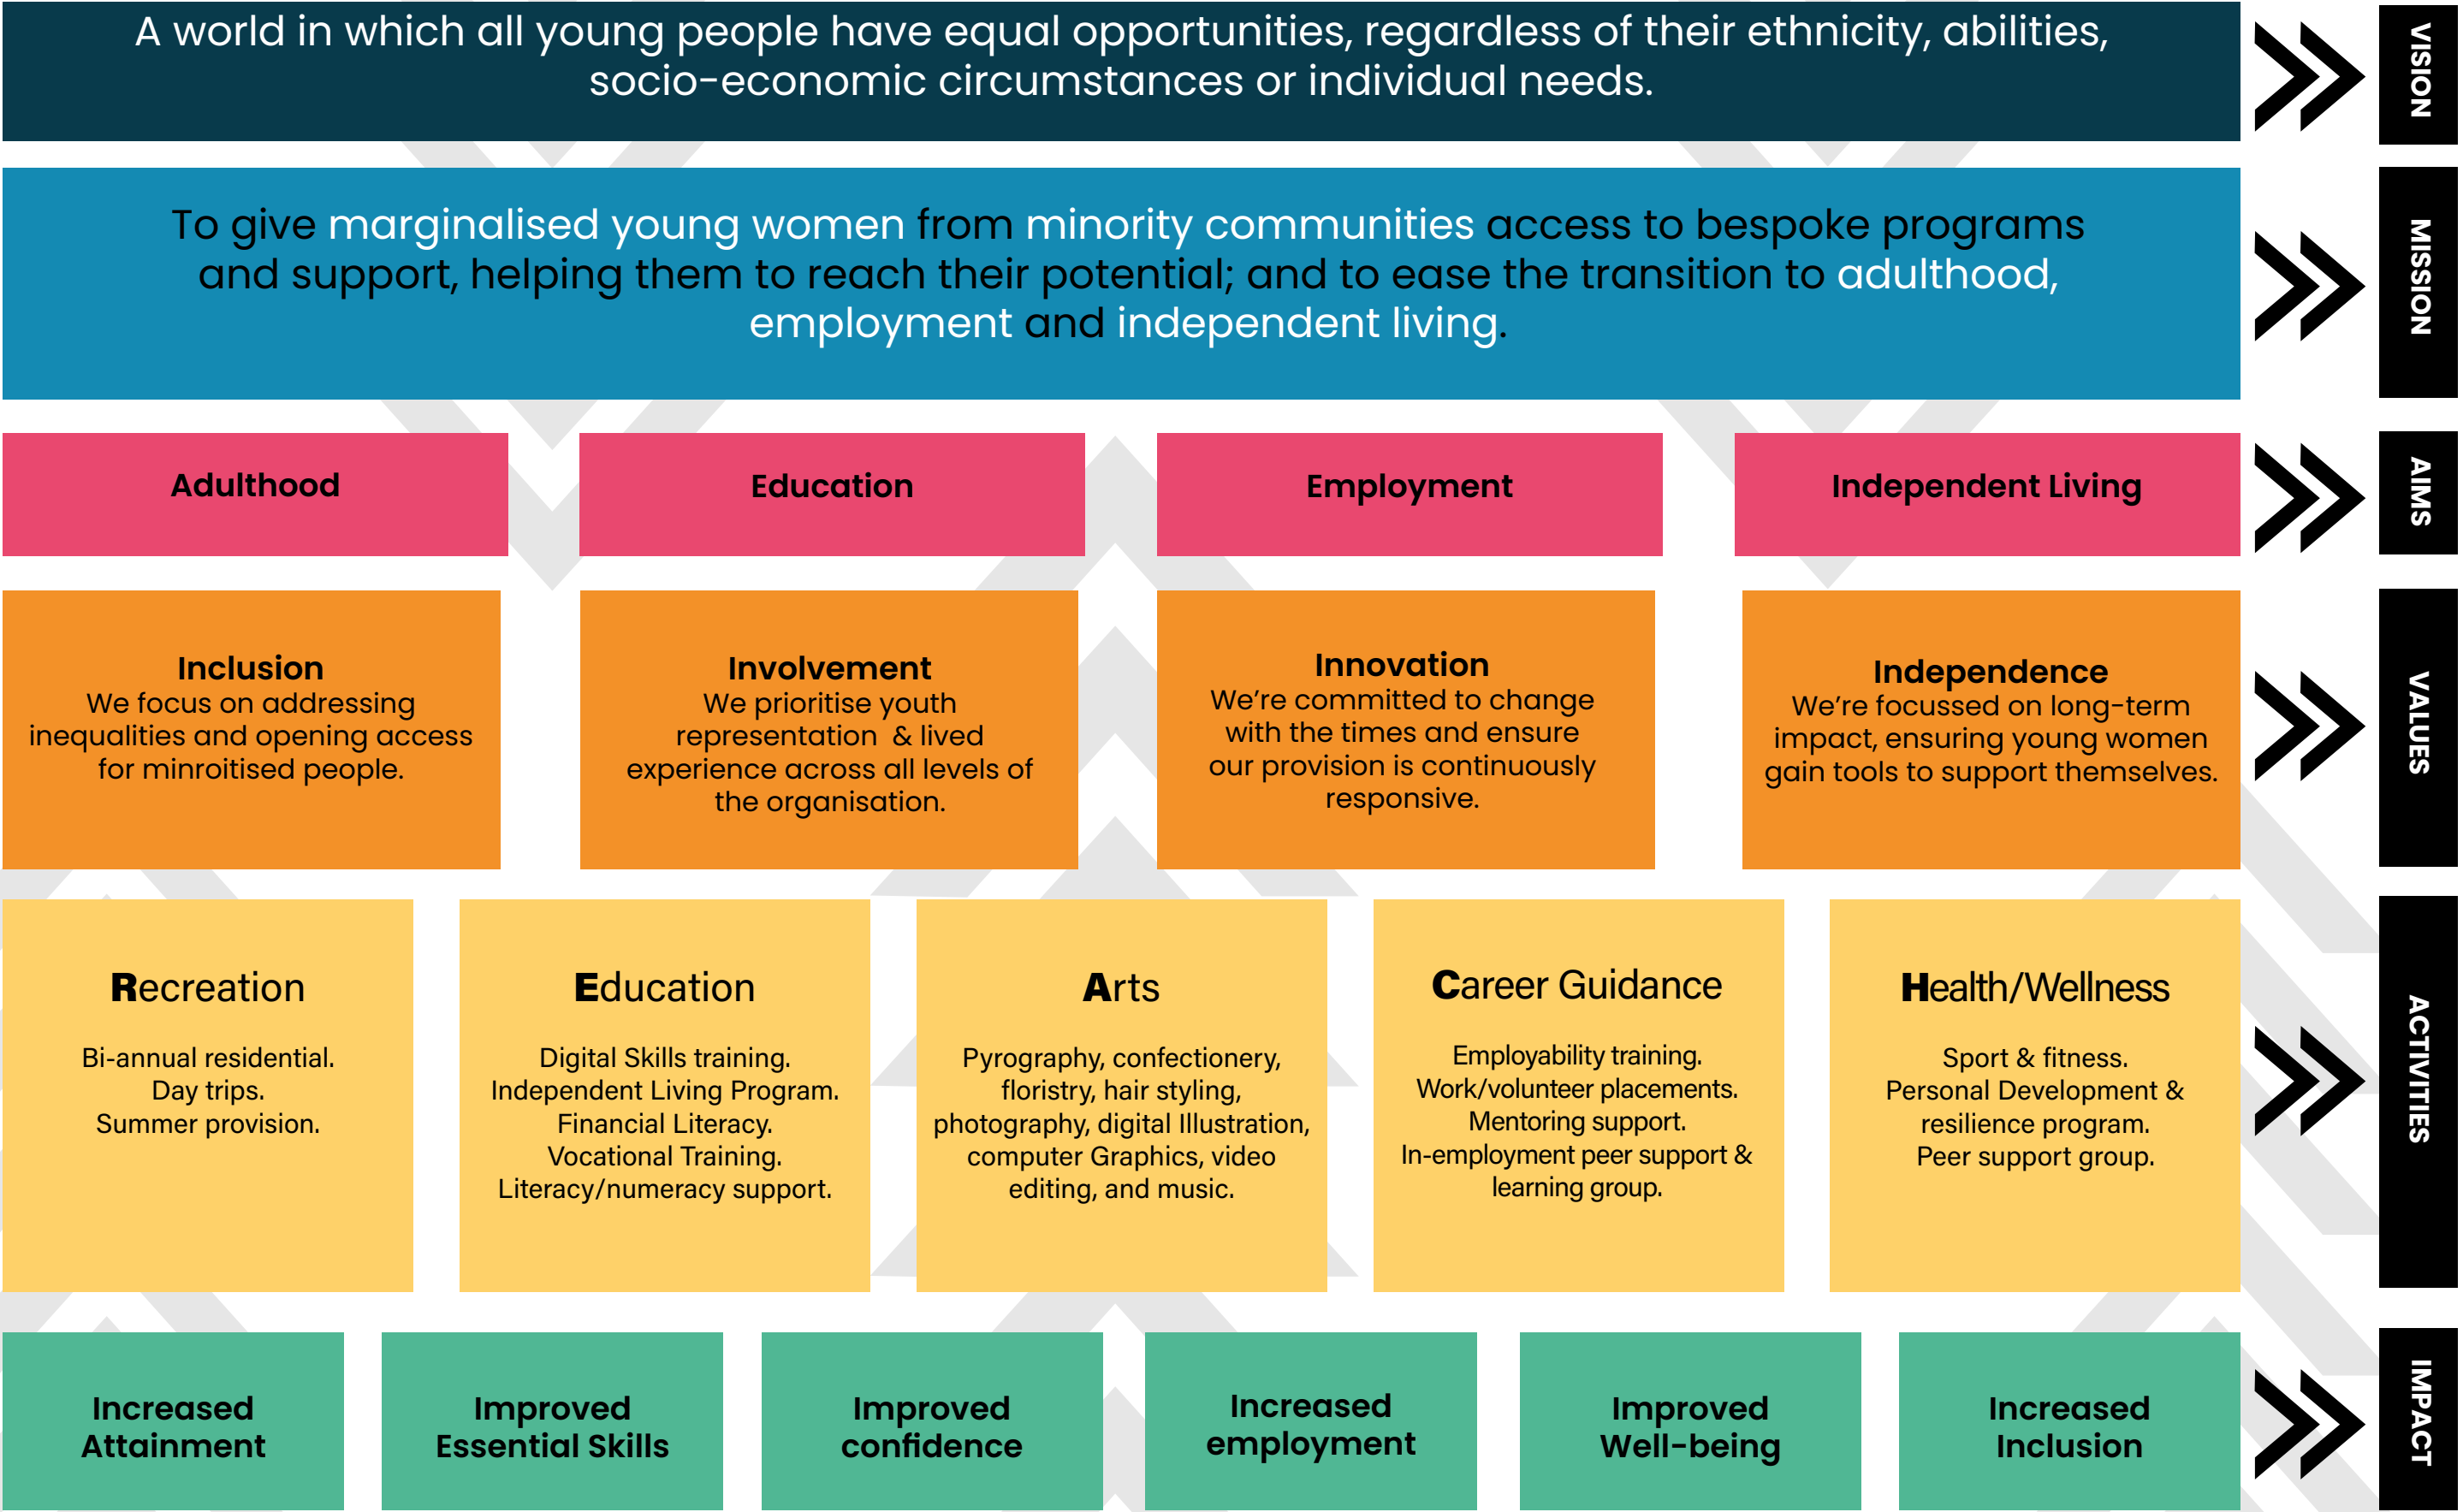 A world in which all young people have equal opportunities, regardless of their ethnicity, abilities,
socio-economic circumstances or individual needs.
VISION
To give marginalised young women from minority communities access to bespoke programs
and support, helping them to reach their potential; and to ease the transition to adulthood,
employment and independent living.
MISSION
Adulthood
Education
Employment
Independent Living
AIMS
Inclusion
We focus on addressing
inequalities and opening access
for minroitised people.
Involvement
We prioritise youth
representation & lived
experience across all levels of
the organisation.
Innovation
We're committed to change
with the times and ensure
our provision is continuously
responsive.
Independence
We're focussed on long-term
impact, ensuring young women
gain tools to support themselves.
VALUES
Recreation
Bi-annual residential.
Day trips.
Summer provision.
Education
Digital Skills training.
Independent Living Program.
Financial Literacy.
Vocational Training.
Literacy/numeracy support.
Arts
Pyrography, confectionery,
floristry, hair styling,
photography, digital Illustration,
computer Graphics, video
editing, and music.
Career Guidance
Employability training.
Work/volunteer placements.
Mentoring support.
In-employment peer support &
learning group.
Health/Wellness
Sport & fitness.
Personal Development &
resilience program.
Peer support group.
ACTIVITIES
Increased
Attainment
Improved
Essential Skills
Improved
confidence
Increased
employment
Improved
Well-being
Increased
Inclusion
IMPACT